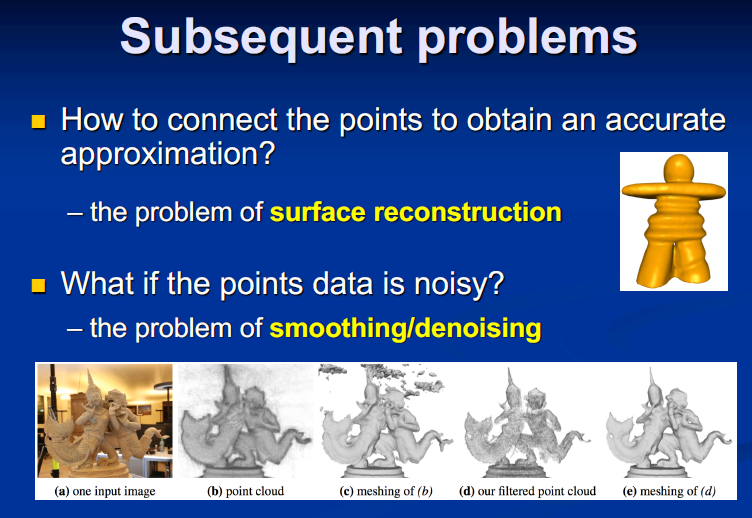 Subsequent problems
How to connect the points to obtain an accurate
approximation?
– the problem of surface reconstruction
What if the points data is noisy?
– the problem of smoothing/denoising
(a) one input image (b) point cloud (c) meshing of (b) (d) our filtered point cloud (e) meshing of (d)